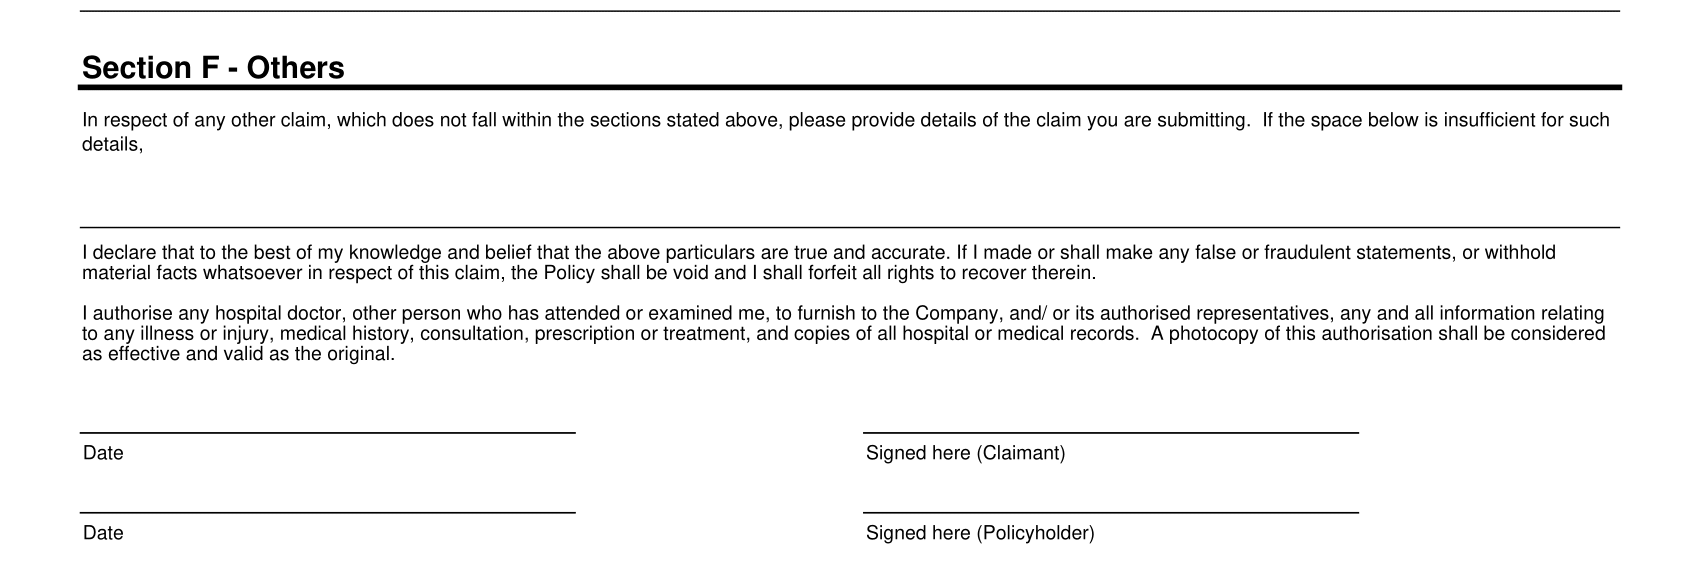 Section F - Others
In respect of any other claim, which does not fall within the sections stated above, please provide details of the claim you are submitting.  If the space below is insufficient for such
details,
I declare that to the best of my knowledge and belief that the above particulars are true and accurate. If I made or shall make any false or fraudulent statements, or withhold
material facts whatsoever in respect of this claim, the Policy shall be void and I shall forfeit all rights to recover therein.
I authorise any hospital doctor, other person who has attended or examined me, to furnish to the Company, and/ or its authorised representatives, any and all information relating
to any illness or injury, medical history, consultation, prescription or treatment, and copies of all hospital or medical records.  A photocopy of this authorisation shall be considered
as effective and valid as the original.
Date
Signed here (Claimant)
Date
Signed here (Policyholder)